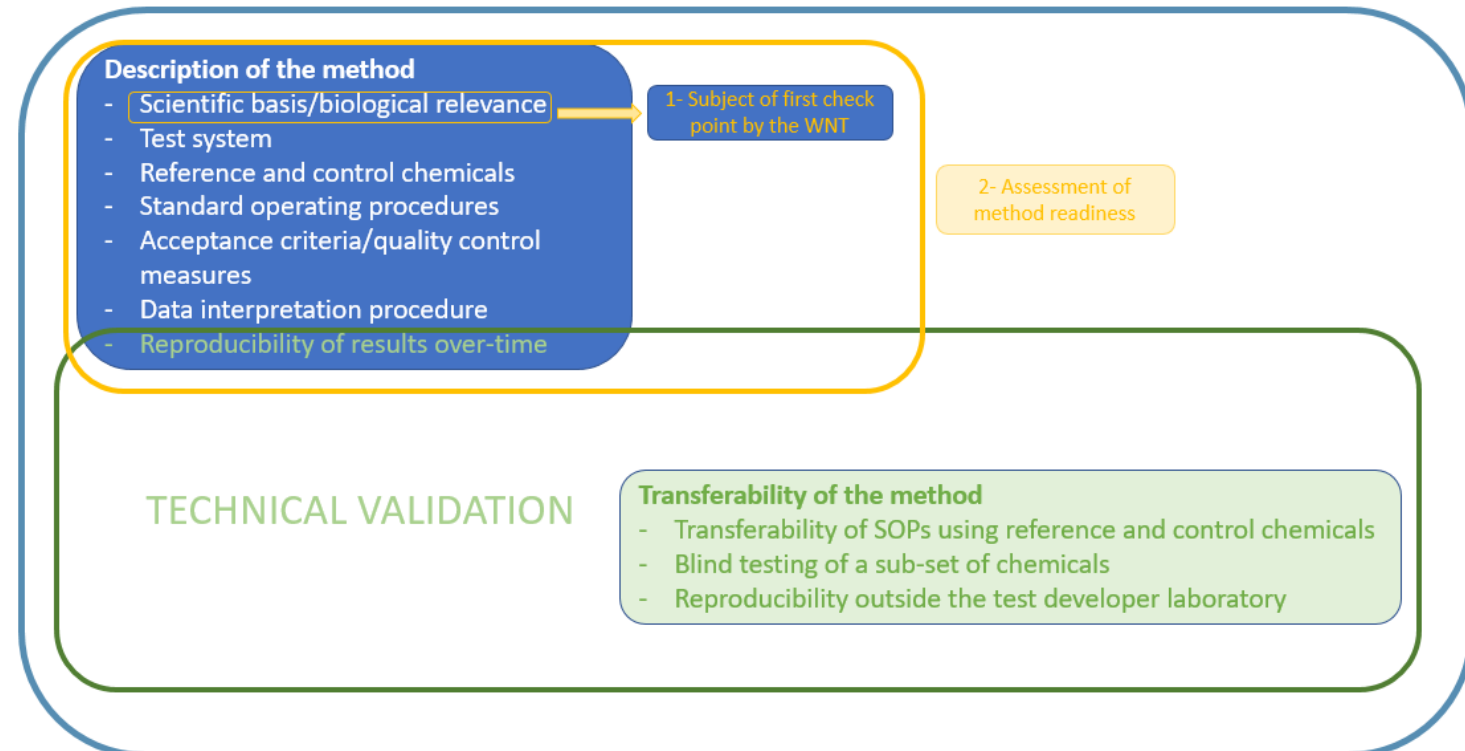 Description of the method
- Scientific basis/biological relevance
- Test system
- Reference and control chemicals
- Standard operating procedures
- Acceptance criteria/quality control
measures
- Data interpretation procedure
- Reproducibility of results over-time
1- Subject of first check
point by the WNT
2- Assessment of
method readiness
TECHNICAL VALIDATION
Transferability of the method
- Transferability of SOPs using reference and control chemicals
- Blind testing of a sub-set of chemicals
- Reproducibility outside the test developer laboratory